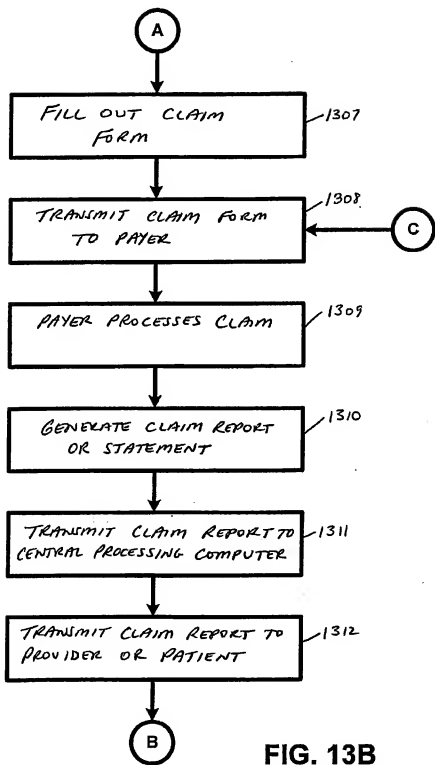 A
FILL OUT CLAIM
FORM
1307
TRANSMIT CLAIM FORM
TO PAYER
1308
C
PAYER PROCESSES CLAIM
1309
GENERATE CLAIM REPORT
OR STATEMENT
1310
TRANSMIT CLAIM REPORT TO
CENTRAL PROCESSING COMPUTER
1311
TRANSMIT CLAIM REPORT TO
PROVIDER OR PATIENT
1312
B
FIG. 13B